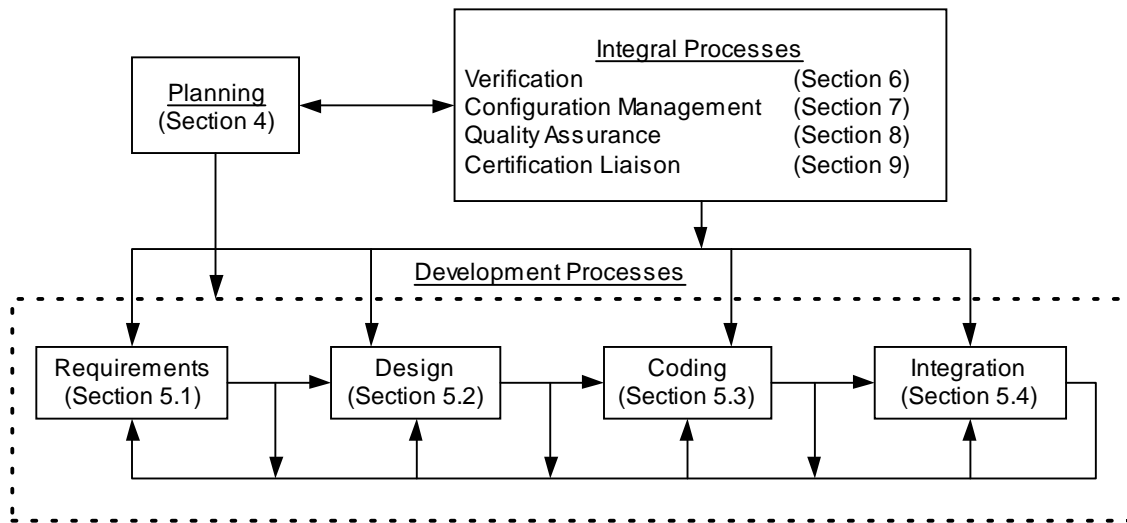 Planning
(Section 4)
Integral Processes
Verification (Section 6)
Configuration Management (Section 7)
Quality Assurance (Section 8)
Certification Liaison (Section 9)
Development Processes
Requirements
(Section 5.1)
Design
(Section 5.2)
Coding
(Section 5.3)
Integration
(Section 5.4)